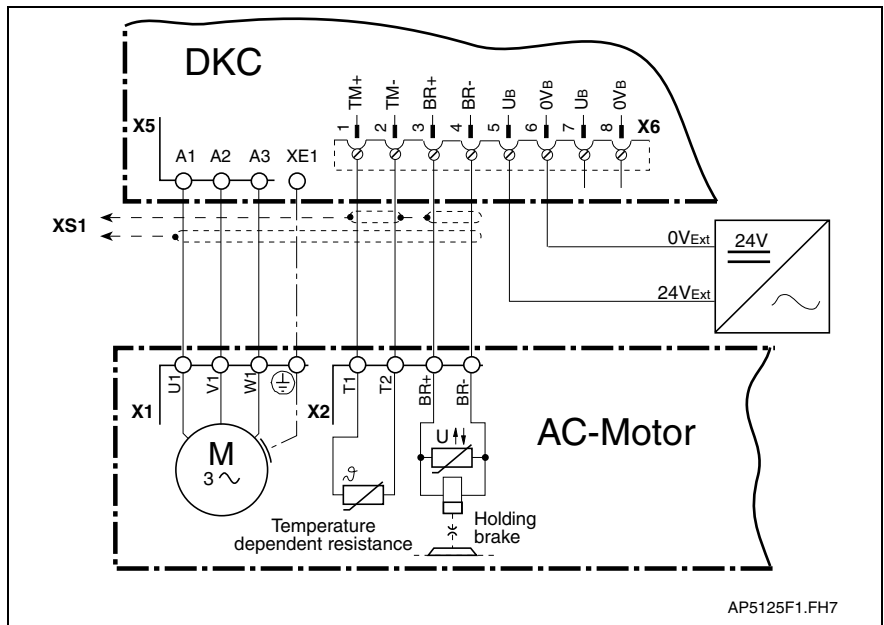 DKC
TM+
TM-
BR+
BR-
UB
0VB
UB
0VB
X5
1
2
3
4
5
6
7
8
X6
A1 A2 A3 XE1
XS1
0VExt
24V
24VExt
U1
V1
W1
T1
T2
BR+
BR-
X1
X2
U
AC-Motor
M
3
ϑ
Temperature
dependent resistance
Holding
brake
AP5125F1.FH7